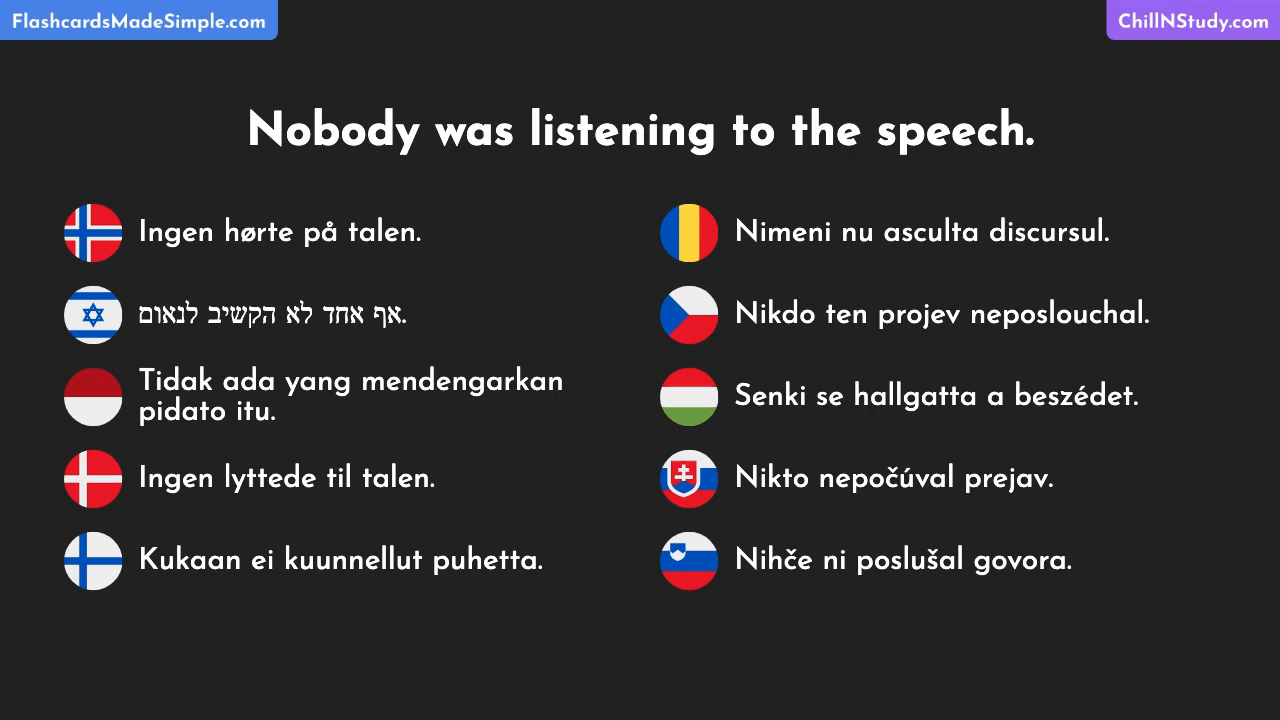 FlashcardsMadeSimple.com
ChillNStudy.com
Nobody was listening to the speech.
Ingen hørte på talen.
אף אחד לא הקשיב לנאום.
Tidak ada yang mendengarkan
pidato itu.
Ingen lyttede til talen.
Kukaan ei kuunnellut puhetta.
Nimeni nu asculta discursul.
Nikdo ten projev neposlouchal.
Senki se hallgatta a beszédet.
Nikto nepočúval prejav.
Nihče ni poslušal govora.